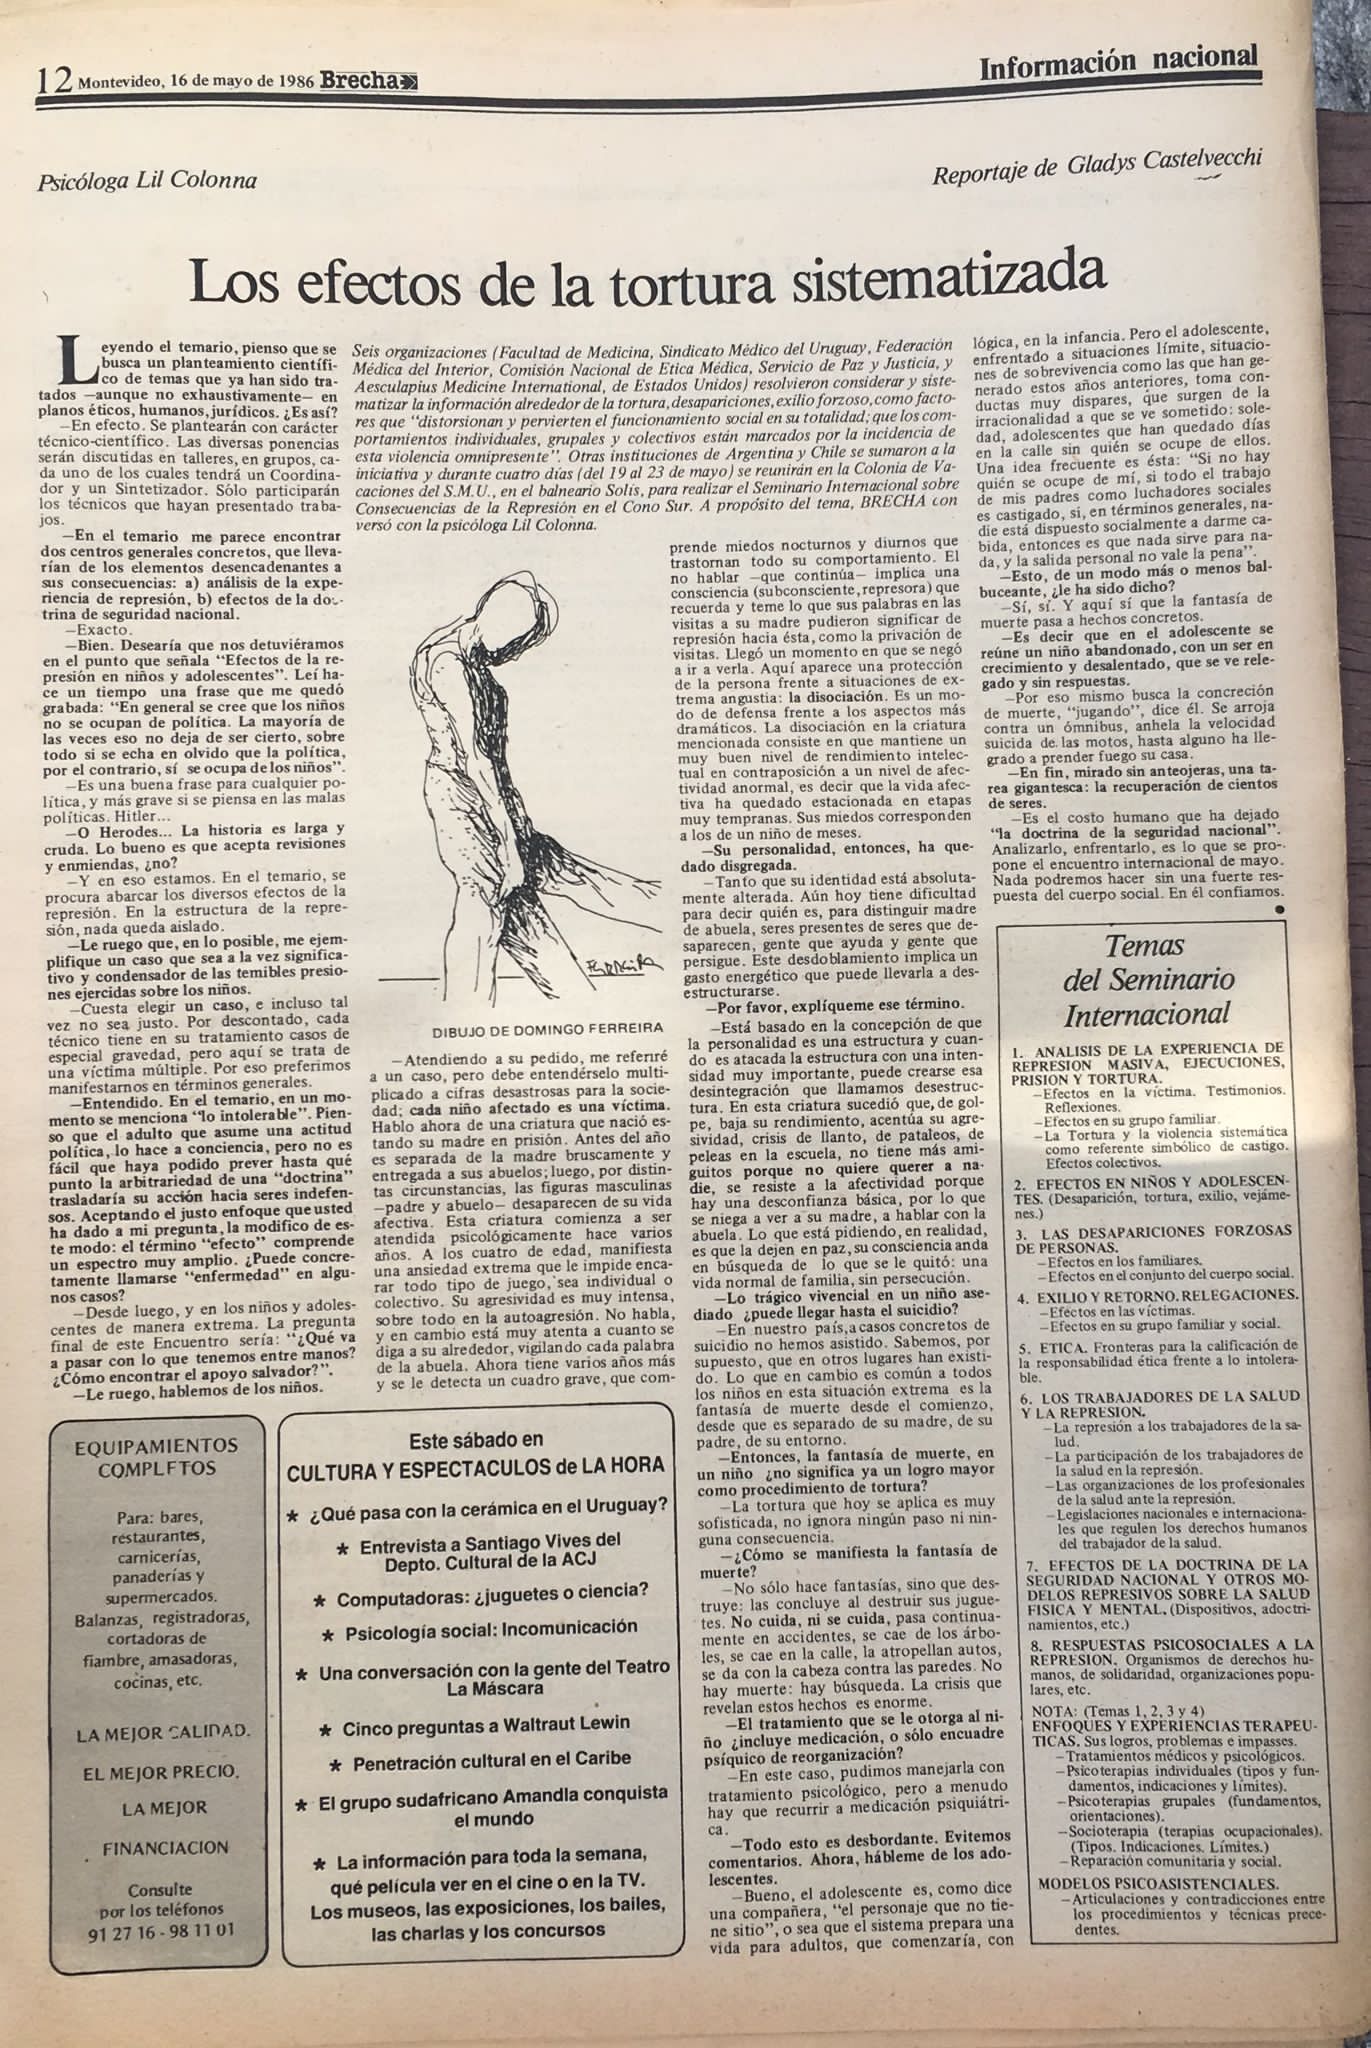 12 Montevideo, 16 de mayo de 1986 Brecha
Información nacional
Psicóloga Lil Colonna
Reportaje de Gladys Castelvecchi
Los efectos de la tortura sistematizada
Leyendo el temario, pienso que se
busca un planteamiento científi-
co de temas que ya han sido tra-
tados —aunque no exhaustivamente— en
planos éticos, humanos, jurídicos. ¿Es así?
—En efecto. Se plantearán con carácter
técnico-científico. Las diversas ponencias
serán discutidas en talleres, en grupos, ca-
da uno de los cuales tendrá un Coordina-
dor y un Sintetizador. Sólo participarán
los técnicos que hayan presentado traba-
jos.
—En el temario me parece encontrar
dos centros generales concretos, que lleva-
rían de los elementos desencadenantes a
sus consecuencias: a) análisis de la expe-
riencia de represión, b) efectos de la doc-
trina de seguridad nacional.
—Exacto.
—Bien. Desearía que nos detuviéramos
en el punto que señala "Efectos de la re-
presión en niños y adolescentes". Leí ha-
ce un tiempo una frase que me quedó
grabada: "En general se cree que los niños
no se ocupan de política. La mayoría de
las veces eso no deja de ser cierto, sobre
todo si se echa en olvido que la política,
por el contrario, sí se ocupa de los niños".
—Es una buena frase para cualquier po-
lítica, y más grave si se piensa en las malas
políticas. Hitler...
—O Herodes... La historia es larga y
cruda. Lo bueno es que acepta revisiones
y enmiendas, ¿no?
—Y en eso estamos. En el temario, se
procura abarcar los diversos efectos de la
represión. En la estructura de la repre-
sión, nada queda aislado.
—Le ruego que, en lo posible, me ejem-
plifique un caso que sea a la vez significa-
tivo y condensador de las temibles presio-
nes ejercidas sobre los niños.
—Cuesta elegir un caso, e incluso tal
vez no sea justo. Por descontado, cada
técnico tiene en su tratamiento casos de
especial gravedad, pero aquí se trata de
una víctima múltiple. Por eso preferimos
manifestarnos en términos generales.
—Entendido. En el temario, en un mo-
mento se menciona "lo intolerable". Pien-
so que el adulto que asume una actitud
política, lo hace a conciencia, pero no es
fácil que haya podido prever hasta qué
punto la arbitrariedad de una "doctrina"
trasladaría su acción hacia seres indefen-
sos. Aceptando el justo enfoque que usted
ha dado a mi pregunta, la modifico de es-
te modo: el término "efecto" comprende
un espectro muy amplio. ¿Puede concre-
tamente llamarse "enfermedad" en algu-
nos casos?
—Desde luego, y en los niños y adoles-
centes de manera extrema. La pregunta
final de este Encuentro sería: "¿Qué va
a pasar con lo que tenemos entre manos?
¿Cómo encontrar el apoyo salvador?".
—Le ruego, hablemos de los niños.
Seis organizaciones (Facultad de Medicina, Sindicato Médico del Uruguay, Federación
Médica del Interior, Comisión Nacional de Etica Médica, Servicio de Paz y Justicia, y
Aesculapius Medicine International, de Estados Unidos) resolvieron considerar y siste-
matizar la información alrededor de la tortura, desapariciones, exilio forzoso, como facto-
res que "distorsionan y pervierten el funcionamiento social en su totalidad; que los com-
portamientos individuales, grupales y colectivos están marcados por la incidencia de
esta violencia omnipresente". Otras instituciones de Argentina y Chile se sumaron a la
iniciativa y durante cuatro días (del 19 al 23 de mayo) se reunirán en la Colonia de Va-
caciones del S.M.U., en el balneario Solís, para realizar el Seminario Internacional sobre
Consecuencias de la Represión en el Cono Sur. A propósito del tema, BRECHA con
versó con la psicóloga Lil Colonna.
FERREIRA
DIBUJO DE DOMINGO FERREIRA
—Atendiendo a su pedido, me referiré
a un caso, pero debe entendérselo multi-
plicado a cifras desastrosas para la socie-
dad; cada niño afectado es una víctima.
Hablo ahora de una criatura que nació es-
tando su madre en prisión. Antes del año
es separada de la madre bruscamente y
entregada a sus abuelos; luego, por distin-
tas circunstancias, las figuras masculinas
—padre y abuelo— desaparecen de su vida
afectiva. Esta criatura comienza a ser
atendida psicológicamente hace varios
años. A los cuatro de edad, manifiesta
una ansiedad extrema que le impide enca-
rar todo tipo de juego, sea individual o
colectivo. Su agresividad es muy intensa,
sobre todo en la autoagresión. No habla,
y en cambio está muy atenta a cuanto se
diga a su alrededor, vigilando cada palabra
de la abuela. Ahora tiene varios años más
y se le detecta un cuadro grave, que com-
prende miedos nocturnos y diurnos que
trastornan todo su comportamiento. El
no hablar —que continúa— implica una
consciencia (subconsciente, represora) que
recuerda y teme lo que sus palabras en las
visitas a su madre pudieron significar de
represión hacia ésta, como la privación de
visitas. Llegó un momento en que se negó
a ir a verla. Aquí aparece una protección
de la persona frente a situaciones de ex-
trema angustia: la disociación. Es un mo-
do de defensa frente a los aspectos más
dramáticos. La disociación en la criatura
mencionada consiste en que mantiene un
muy buen nivel de rendimiento intelec-
tual en contraposición a un nivel de afec-
tividad anormal, es decir que la vida afec-
tiva ha quedado estacionada en etapas
muy tempranas. Sus miedos corresponden
a los de un niño de meses.
—Su personalidad, entonces, ha que-
dado disgregada.
—Tanto que su identidad está absoluta-
mente alterada. Aún hoy tiene dificultad
para decir quién es, para distinguir madre
de abuela, seres presentes de seres que de-
saparecen, gente que ayuda y gente que
persigue. Este desdoblamiento implica un
gasto energético que puede llevarla a des-
estructurarse.
—Por favor, explíqueme ese término.
—Está basado en la concepción de que
la personalidad es una estructura y cuan-
do es atacada la estructura con una inten-
sidad muy importante, puede crearse esa
desintegración que llamamos desestruc-
tura. En esta criatura sucedió que, de gol-
pe, baja su rendimiento, acentúa su agre-
sividad, crisis de llanto, de pataleos, de
peleas en la escuela, no tiene más ami-
guitos porque no quiere querer a na-
die, se resiste a la afectividad porque
hay una desconfianza básica, por lo que
se niega a ver a su madre, a hablar con la
abuela. Lo que está pidiendo, en realidad,
es que la dejen en paz, su consciencia anda
en búsqueda de lo que se le quitó: una
vida normal de familia, sin persecución.
—Lo trágico vivencial en un niño ase-
diado ¿puede llegar hasta el suicidio?
—En nuestro país, a casos concretos de
suicidio no hemos asistido. Sabemos, por
supuesto, que en otros lugares han existi-
do. Lo que en cambio es común a todos
los niños en esta situación extrema es la
fantasía de muerte desde el comienzo,
desde que es separado de su madre, de su
padre, de su entorno.
—Entonces, la fantasía de muerte, en
un niño ¿no significa ya un logro mayor
como procedimiento de tortura?
—La tortura que hoy se aplica es muy
sofisticada, no ignora ningún paso ni nin-
guna consecuencia.
—¿Cómo se manifiesta la fantasía de
muerte?
—No sólo hace fantasías, sino que des-
truye: las concluye al destruir sus jugue-
tes. No cuida, ni se cuida, pasa continua-
mente en accidentes, se cae de los árbo-
les, se cae en la calle, la atropellan autos,
se da con la cabeza contra las paredes. No
hay muerte: hay búsqueda. La crisis que
revelan estos hechos es enorme.
—El tratamiento que se le otorga al ni-
ño ¿incluye medicación, o sólo encuadre
psíquico de reorganización?
—En este caso, pudimos manejarla con
tratamiento psicológico, pero a menudo
hay que recurrir a medicación psiquiátri-
ca.
—Todo esto es desbordante. Evitemos
comentarios. Ahora, hábleme de los ado-
lescentes.
—Bueno, el adolescente es, como dice
una compañera, "el personaje que no tie-
ne sitio", o sea que el sistema prepara una
vida para adultos, que comenzaría, con
lógica, en la infancia. Pero el adolescente,
enfrentado a situaciones límite, situacio-
nes de sobrevivencia como las que han ge-
nerado estos años anteriores, toma con-
ductas muy dispares, que surgen de la
irracionalidad a que se ve sometido: sole-
dad, adolescentes que han quedado días
en la calle sin quién se ocupe de ellos.
Una idea frecuente es ésta: "Si no hay
quién se ocupe de mí, si todo el trabajo
de mis padres como luchadores sociales
es castigado, si, en términos generales, na-
die está dispuesto socialmente a darme ca-
bida, entonces es que nada sirve para na-
da, y la salida personal no vale la pena".
—Esto, de un modo más o menos bal-
buceante, ¿le ha sido dicho?
—Sí, sí. Y aquí sí que la fantasía de
muerte pasa a hechos concretos.
—Es decir que en el adolescente se
reúne un niño abandonado, con un ser en
crecimiento y desalentado, que se ve rele-
gado y sin respuestas.
—Por eso mismo busca la concreción
de muerte, "jugando", dice él. Se arroja
contra un ómnibus, anhela la velocidad
suicida de las motos, hasta alguno ha lle-
grado a prender fuego su casa.
—En fin, mirado sin anteojeras, una ta-
rea gigantesca: la recuperación de cientos
de seres.
—Es el costo humano que ha dejado
"la doctrina de la seguridad nacional".
Analizarlo, enfrentarlo, es lo que se pro-
pone el encuentro internacional de mayo.
Nada podremos hacer sin una fuerte res-
puesta del cuerpo social. En él confiamos.
Temas
del Seminario
Internacional
1. ANALISIS DE LA EXPERIENCIA DE
REPRESION MASIVA, EJECUCIONES,
PRISION Y TORTURA.
—Efectos en la víctima. Testimonios.
Reflexiones.
—Efectos en su grupo familiar.
—La Tortura y la violencia sistemática
como referente simbólico de castigo.
Efectos colectivos.
2. EFECTOS EN NIÑOS Y ADOLESCEN-
TES. (Desaparición, tortura, exilio, vejáme-
nes.)
3. LAS DESAPARICIONES FORZOSAS
DE PERSONAS.
—Efectos en los familiares.
—Efectos en el conjunto del cuerpo social.
4. EXILIO Y RETORNO. RELEGACIONES.
—Efectos en las víctimas.
—Efectos en su grupo familiar y social.
5. ETICA. Fronteras para la calificación de
la responsabilidad ética frente a lo intolera-
ble.
6. LOS TRABAJADORES DE LA SALUD
Y LA REPRESION.
—La represión a los trabajadores de la sa-
lud.
—La participación de los trabajadores de
la salud en la represión.
—Las organizaciones de los profesionales
de la salud ante la represión.
—Legislaciones nacionales e internaciona-
les que regulen los derechos humanos
del trabajador de la salud.
7. EFECTOS DE LA DOCTRINA DE LA
SEGURIDAD NACIONAL Y OTROS MO-
DELOS REPRESIVOS SOBRE LA SALUD
FISICA Y MENTAL. (Dispositivos, adoctri-
namientos, etc.)
8. RESPUESTAS PSICOSOCIALES A LA
REPRESION. Organismos de derechos hu-
manos, de solidaridad, organizaciones popu-
lares, etc.
NOTA: (Temas 1, 2, 3 y 4)
ENFOQUES Y EXPERIENCIAS TERAPEU-
TICAS. Sus logros, problemas e impasses.
—Tratamientos médicos y psicológicos.
—Psicoterapias individuales (tipos y fun-
damentos, indicaciones y límites).
—Psicoterapias grupales (fundamentos,
orientaciones).
—Socioterapia (terapias ocupacionales).
(Tipos. Indicaciones. Límites.)
—Reparación comunitaria y social.
MODELOS PSICOASISTENCIALES.
—Articulaciones y contradicciones entre
los procedimientos y técnicas prece-
dentes.
EQUIPAMIENTOS
COMPLETOS
Para: bares,
restaurantes,
carnicerías,
panaderías y
supermercados.
Balanzas, registradoras,
cortadoras de
fiambre, amasadoras,
cocinas, etc.
LA MEJOR CALIDAD.
EL MEJOR PRECIO.
LA MEJOR
FINANCIACION
Consulte
por los teléfonos
91 27 16 - 98 11 01
Este sábado en
CULTURA Y ESPECTACULOS de LA HORA
★ ¿Qué pasa con la cerámica en el Uruguay?
★ Entrevista a Santiago Vives del
Depto. Cultural de la ACJ
★ Computadoras: ¿juguetes o ciencia?
★ Psicología social: Incomunicación
★ Una conversación con la gente del Teatro
La Máscara
★ Cinco preguntas a Waltraut Lewin
★ Penetración cultural en el Caribe
★ El grupo sudafricano Amandla conquista
el mundo
★ La información para toda la semana,
qué película ver en el cine o en la TV.
Los museos, las exposiciones, los bailes,
las charlas y los concursos